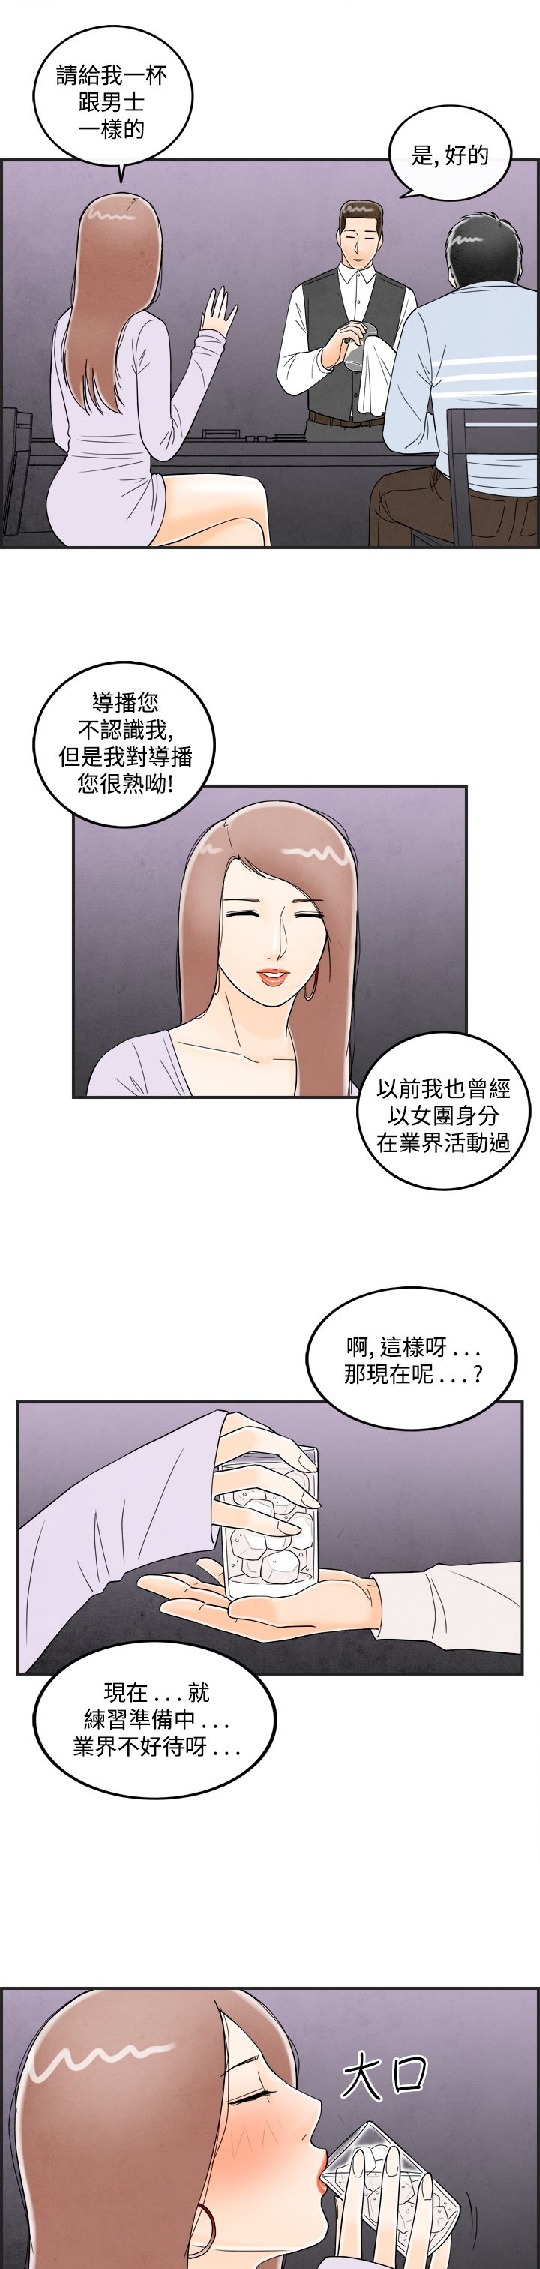 請給我一杯
跟男士
一樣的
是, 好的
導播您
不認識我,
但是我對導播
您很熟呦!
以前我也曾經
以女團身分
在業界活動過
啊, 這樣呀 . . .
那現在呢 . . . ?
現在 . . . 就
練習準備中 . . .
業界不好待呀 . . .
大口